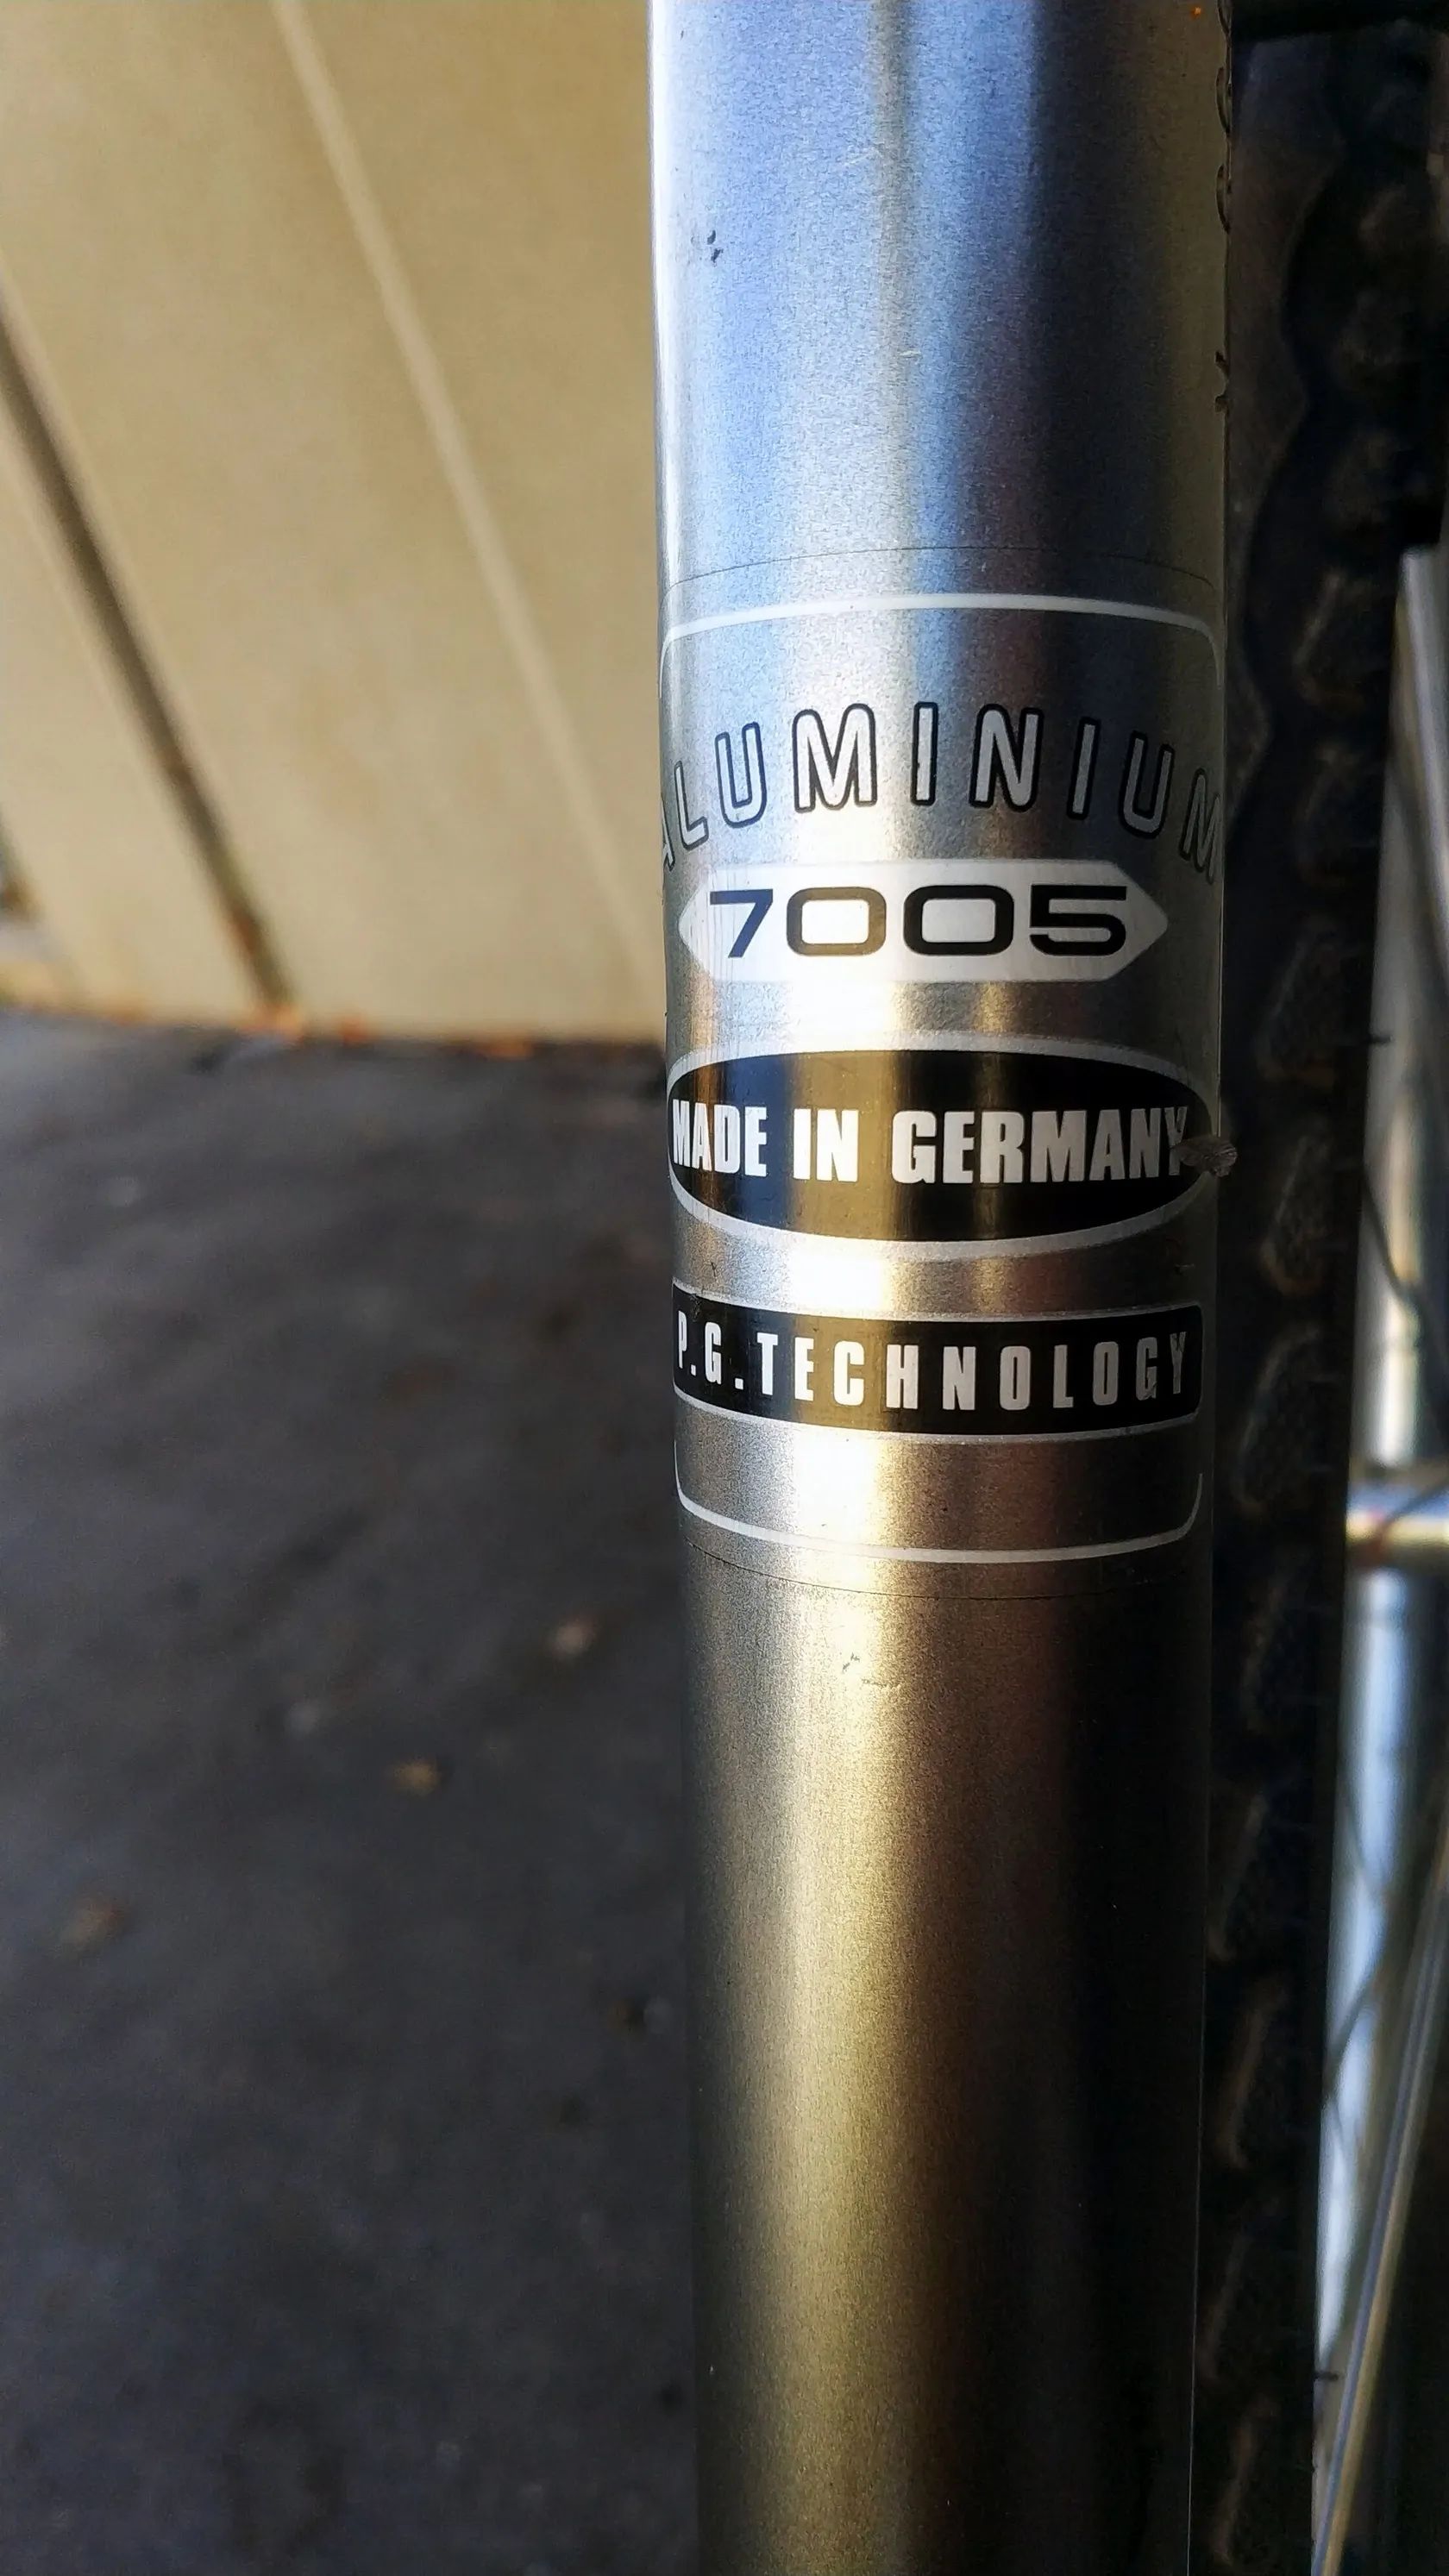 ALUMINIUM
7005
MADE IN GERMANY
P.G.TECHNOLOGY